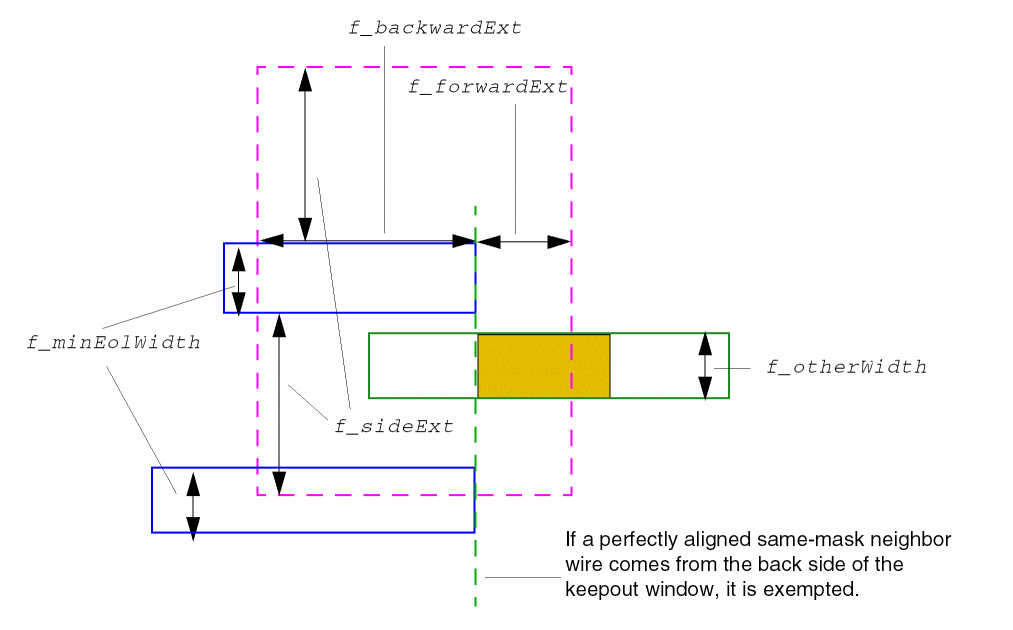 f_backwardExt
f_forwardExt
f_minEolWidth
f_otherWidth
f_sideExt
If a perfectly aligned same-mask neighbor
wire comes from the back side of the
keepout window, it is exempted.